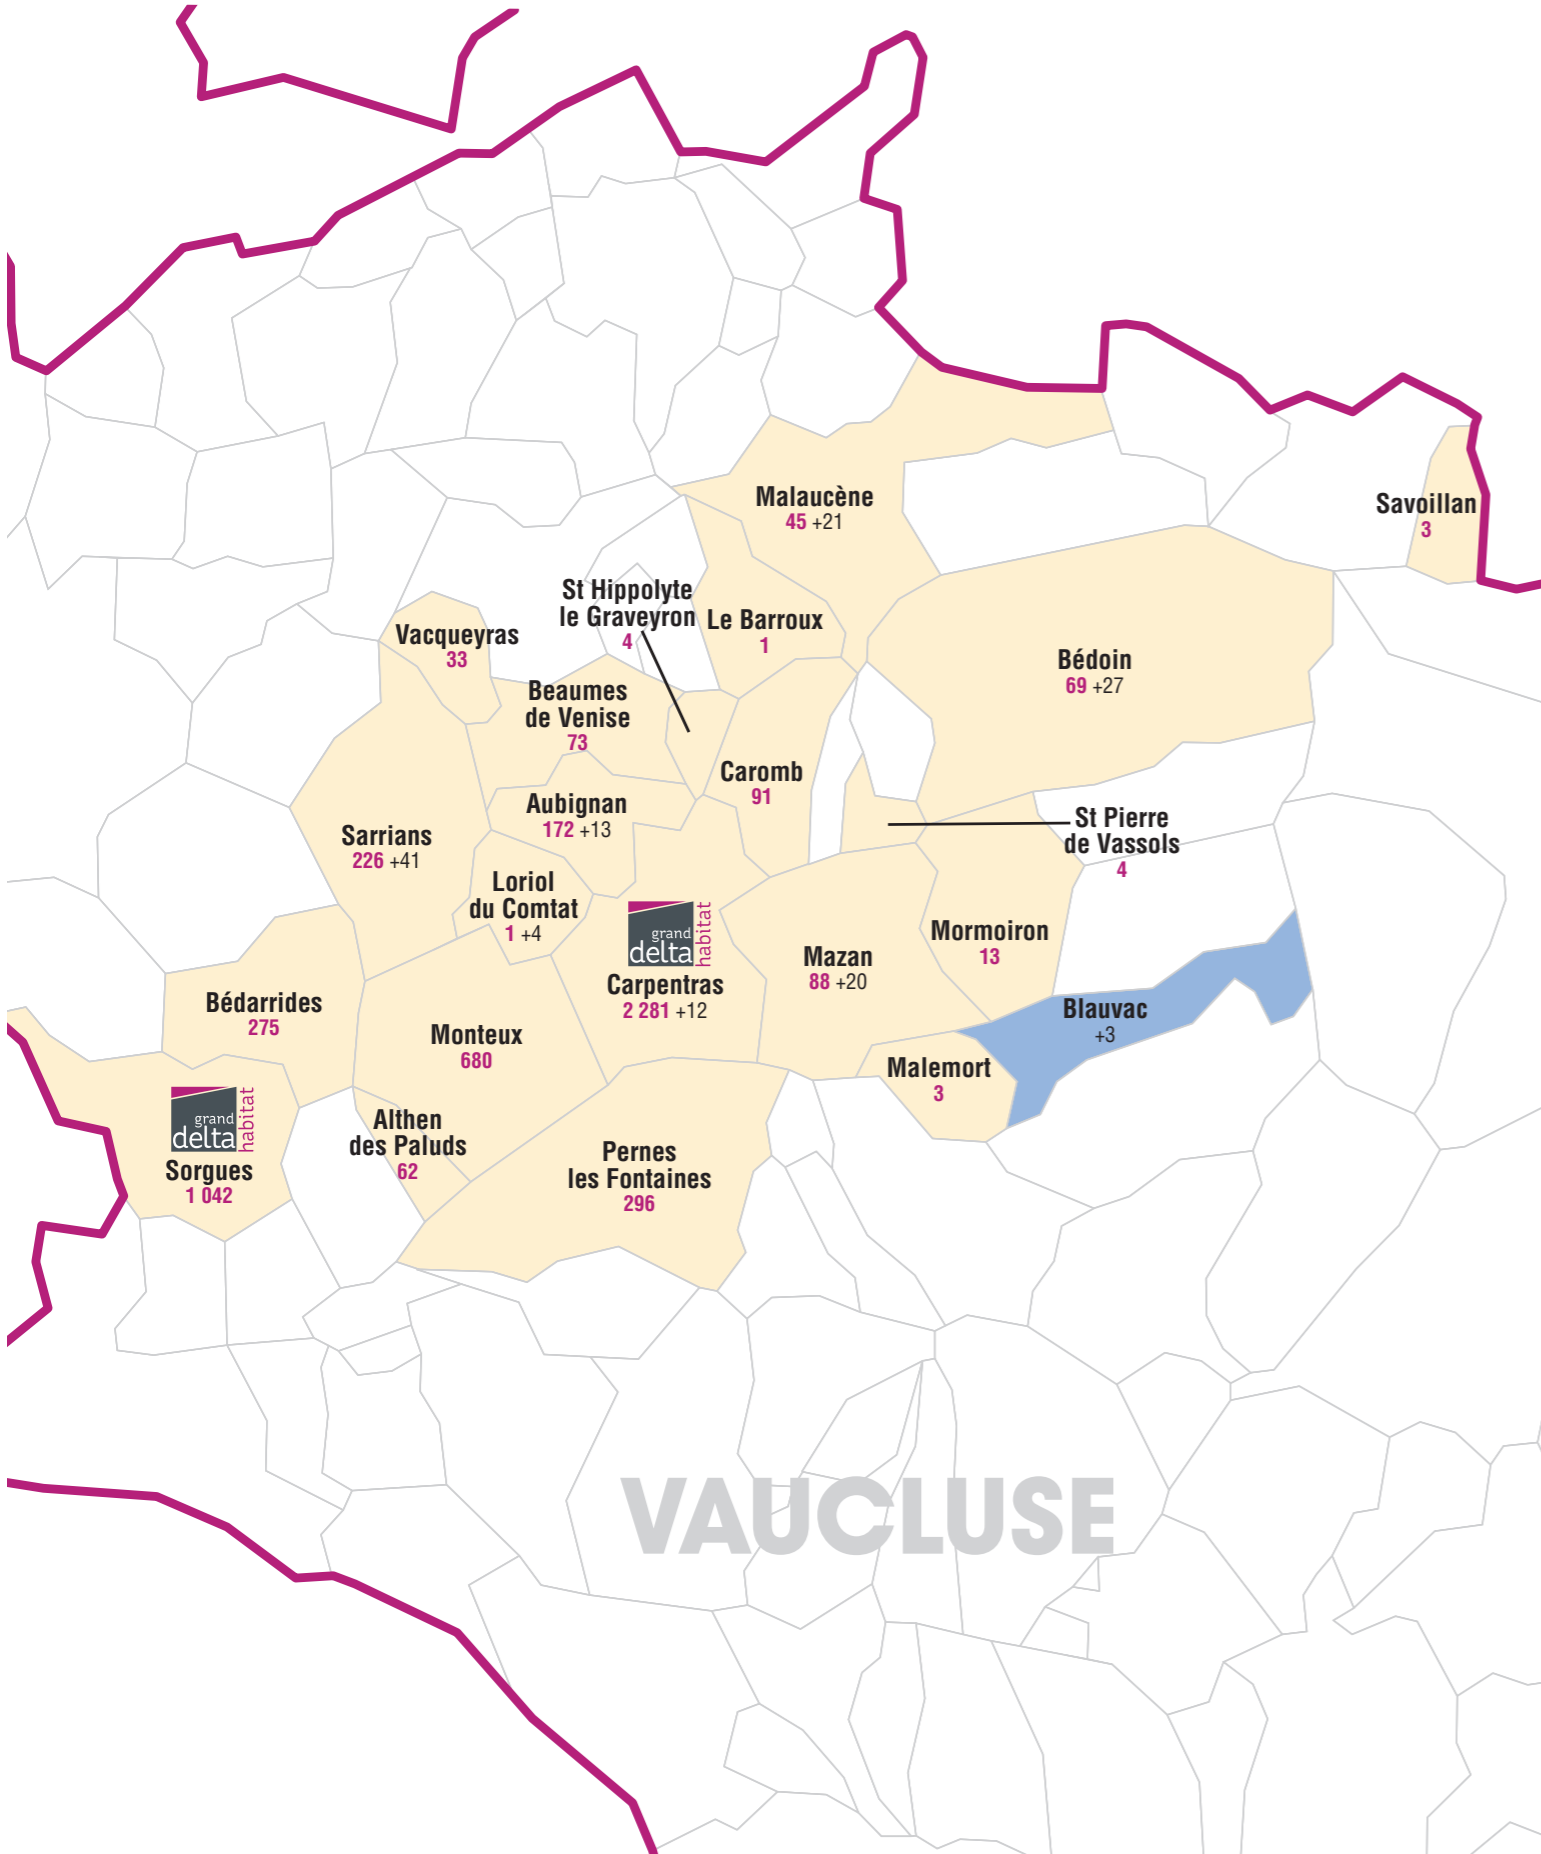 Malaucène
45 +21
Savoillan
3
St Hippolyte
le Graveyron
4
Le Barroux
1
Vacqueyras
33
Bédoin
69 +27
Beaumes
de Venise
73
Caromb
91
Aubignan
172 +13
St Pierre
de Vassols
4
Sarrians
226 +41
Loriol
du Comtat
1 +4
grand
delta
habitat
Carpentras
2 281 +12
Mormoiron
13
Mazan
88 +20
Bédarrides
275
Monteux
680
Blauvac
+3
Malemort
3
grand
delta
habitat
Sorgues
1 042
Althen
des Paluds
62
Pernes
les Fontaines
296
VAUCLUSE